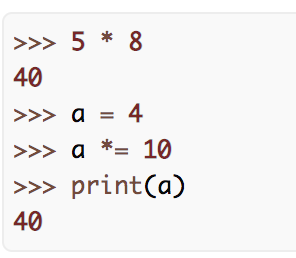 >>> 5 * 8
40
>>> a = 4
>>> a *= 10
>>> print(a)
40